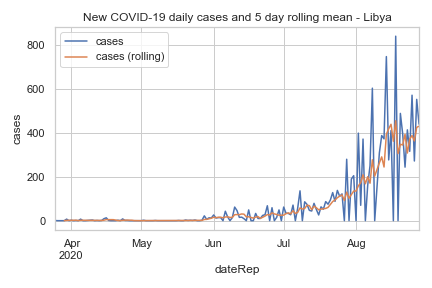 New COVID-19 daily cases and 5 day rolling mean - Libya
cases
cases (rolling)
800
600
400
200
0
cases
Apr
2020
May
Jun
Jul
Aug
dateRep